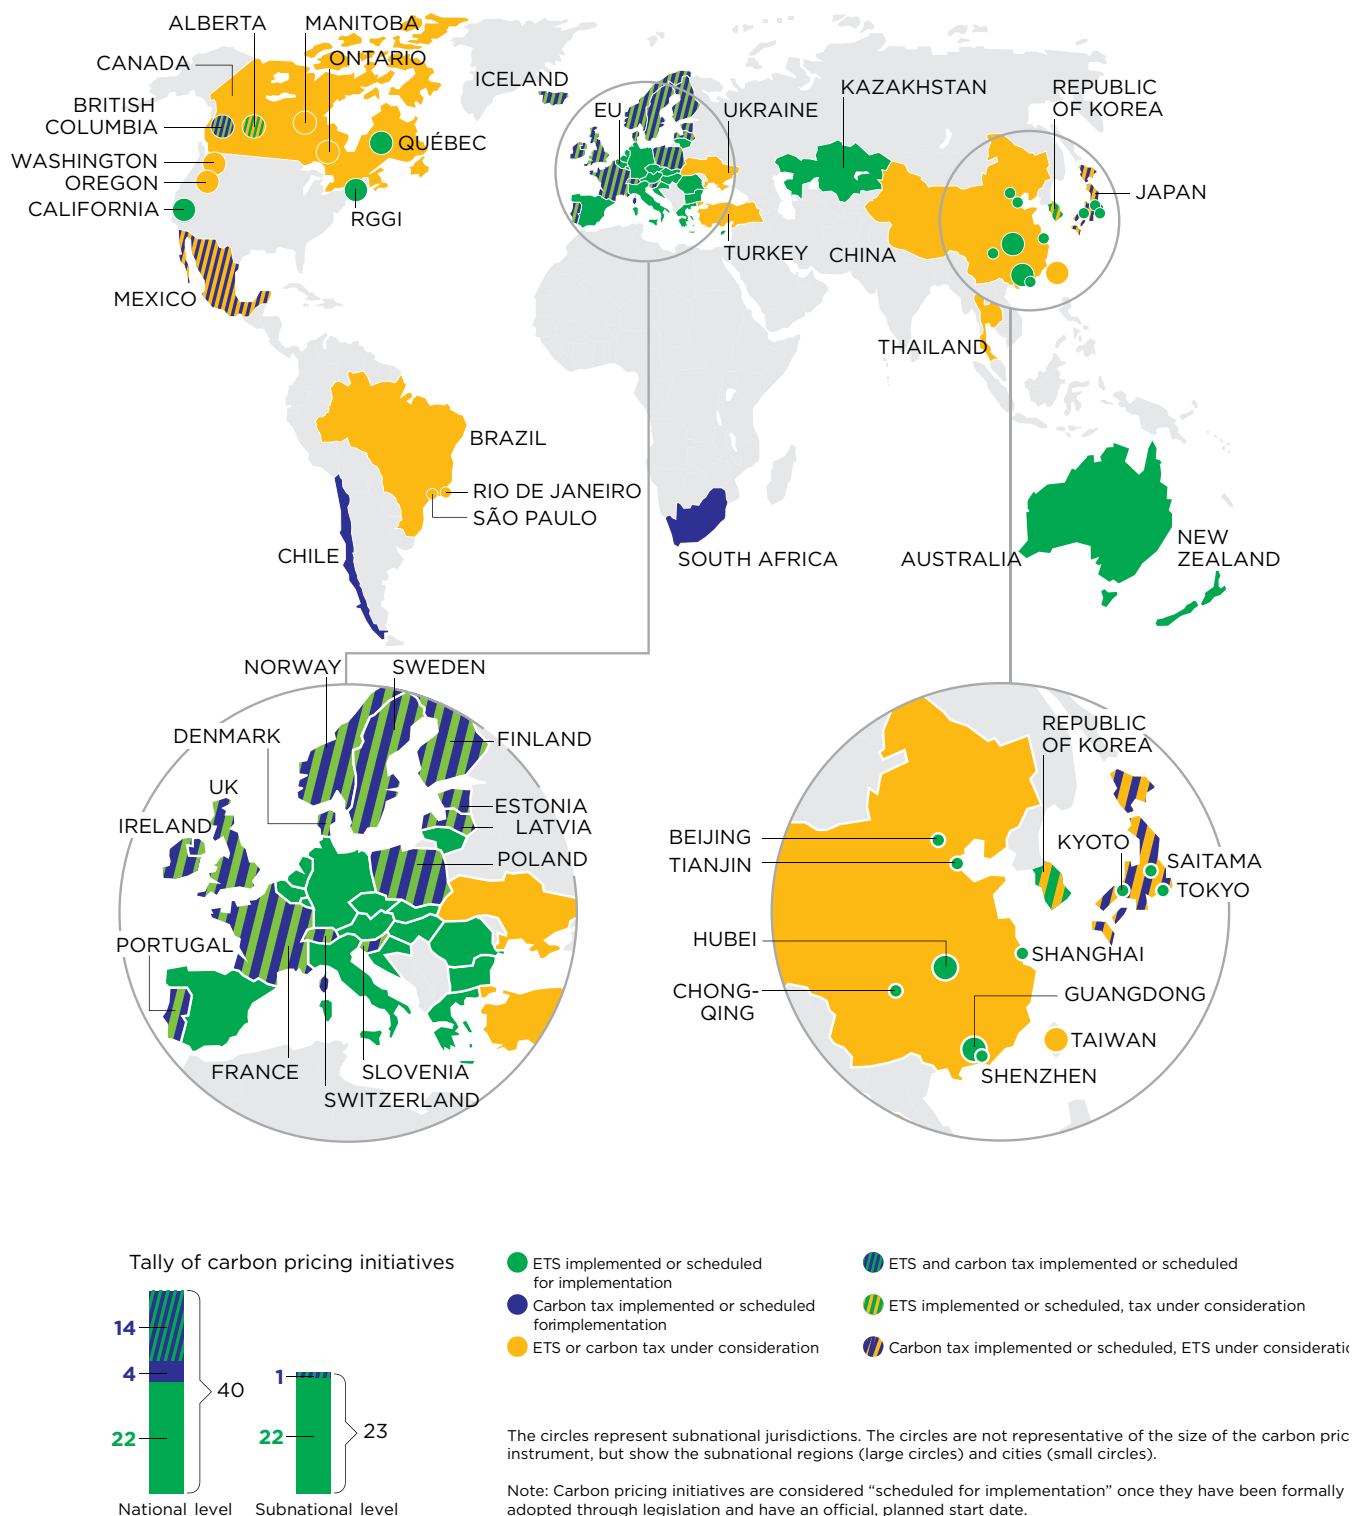 ALBERTA
MANITOBA
CANADA
ONTARIO
BRITISH
COLUMBIA
QUÉBEC
WASHINGTON
OREGON
CALIFORNIA
RGGI
MEXICO
ICELAND
EU
UKRAINE
KAZAKHSTAN
REPUBLIC
OF KOREA
JAPAN
TURKEY
CHINA
THAILAND
BRAZIL
RIO DE JANEIRO
SÃO PAULO
CHILE
SOUTH AFRICA
AUSTRALIA
NEW
ZEALAND
NORWAY
SWEDEN
DENMARK
FINLAND
UK
ESTONIA
IRELAND
LATVIA
POLAND
PORTUGAL
FRANCE
SLOVENIA
SWITZERLAND
REPUBLIC
OF KOREA
BEIJING
KYOTO
TIANJIN
SAITAMA
TOKYO
HUBEI
SHANGHAI
CHONG-
QING
GUANGDONG
TAIWAN
SHENZHEN
Tally of carbon pricing initiatives
14
4
40
22
1
22
23
National level
Subnational level
ETS implemented or scheduled
for implementation
Carbon tax implemented or scheduled
forimplementation
ETS or carbon tax under consideration
ETS and carbon tax implemented or scheduled
ETS implemented or scheduled, tax under consideration
Carbon tax implemented or scheduled, ETS under consideratio
The circles represent subnational jurisdictions. The circles are not representative of the size of the carbon pric
instrument, but show the subnational regions (large circles) and cities (small circles).
Note: Carbon pricing initiatives are considered “scheduled for implementation” once they have been formally
adopted through legislation and have an official, planned start date.